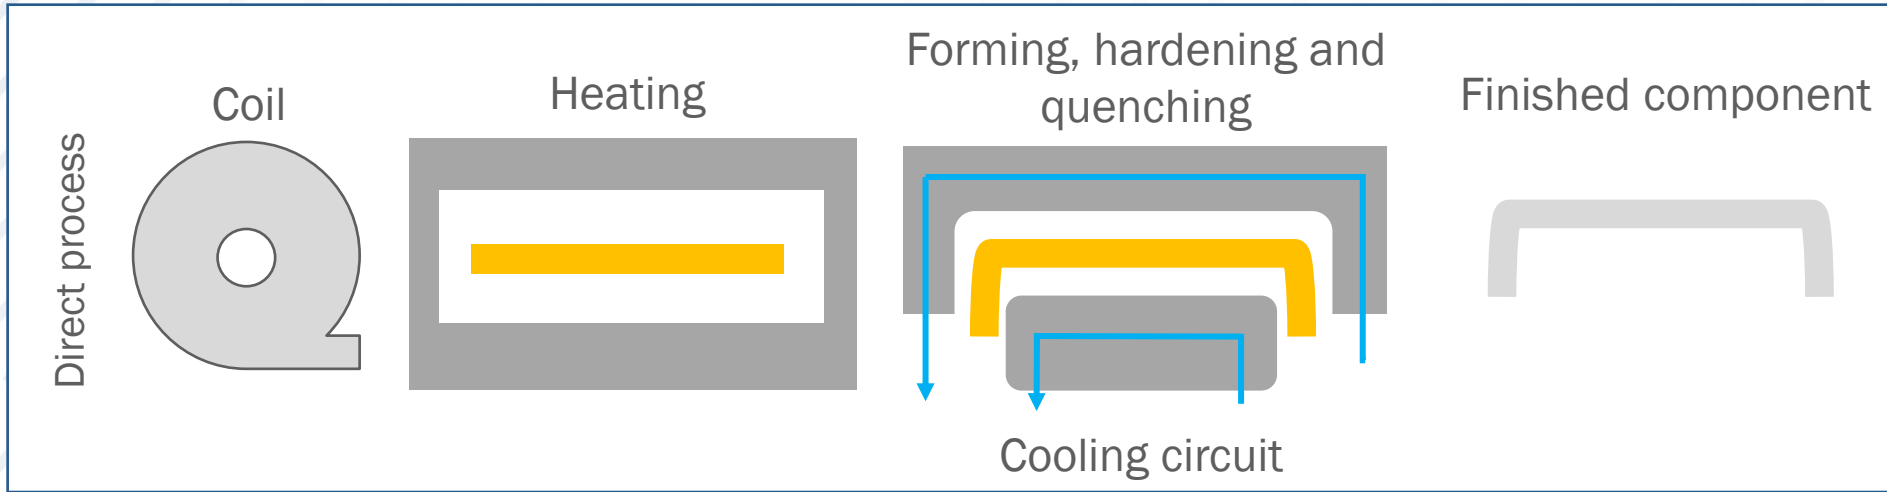 Direct process
Coil
Heating
Forming, hardening and
quenching
Finished component
Cooling circuit